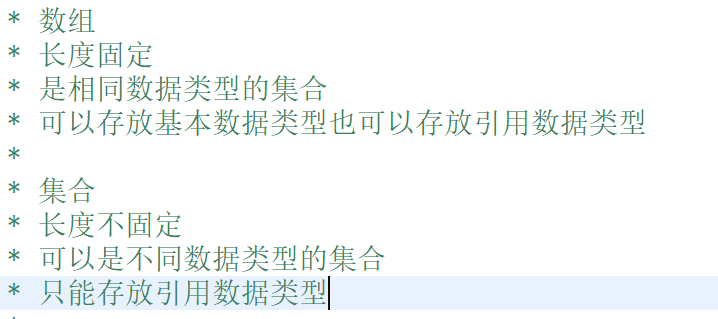 * 数组
* 长度固定
* 是相同数据类型的集合
* 可以存放基本数据类型也可以存放引用数据类型
*
* 集合
* 长度不固定
* 可以是不同数据类型的集合
* 只能存放引用数据类型